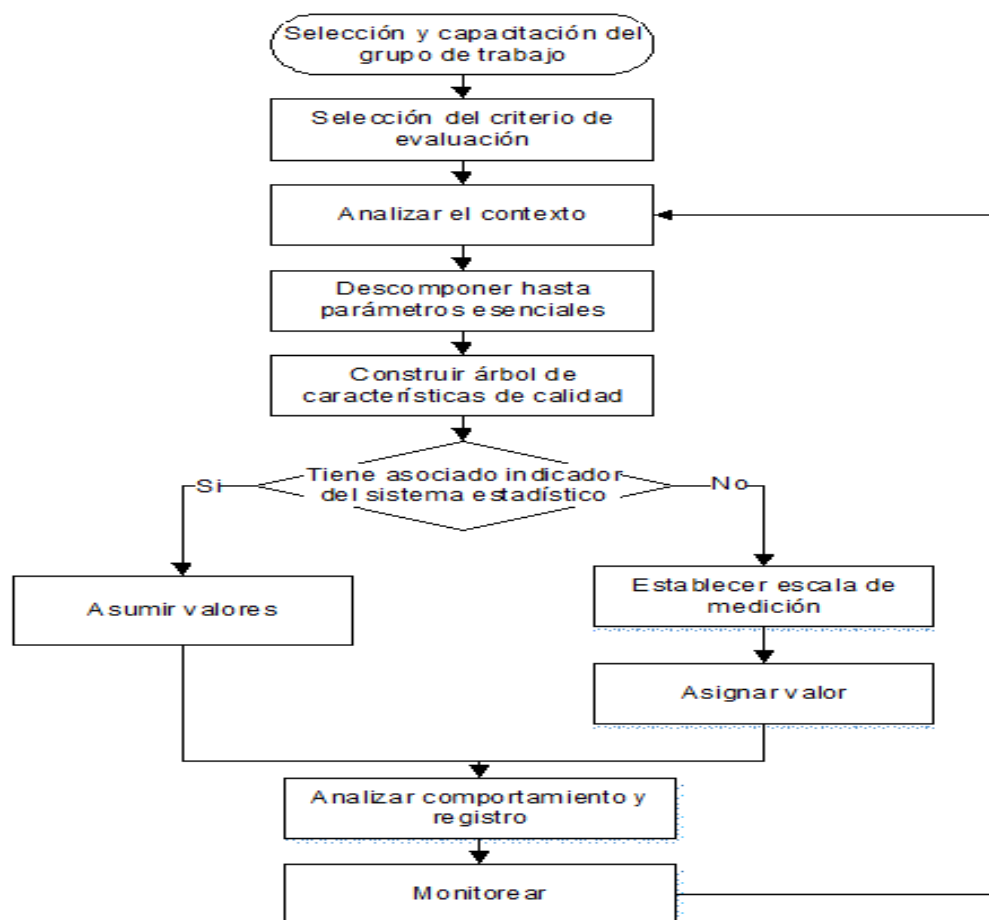 Selección y capacitación del
grupo de trabajo
Selección del criterio de
evaluación
Analizar el contexto
Descomponer hasta
parámetros esenciales
Construir árbol de
características de calidad
Tiene asociado indicador
del sistema estadístico
Si
No
Asumir valores
Establecer escala de
medición
Asignar valor
Analizar comportamiento y
registro
Monitorear